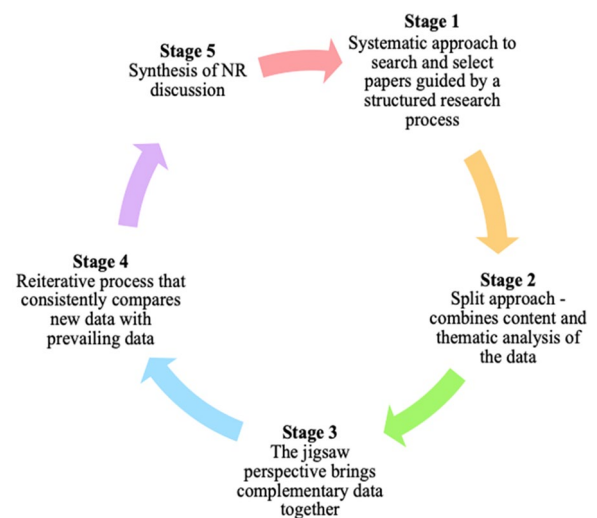 Stage 1
Systematic approach to
search and select
papers guided by a
structured research
process
Stage 2
Split approach -
combines content and
thematic analysis of
the data
Stage 3
The jigsaw
perspective brings
complementary data
together
Stage 4
Reiterative process that
consistently compares
new data with
prevailing data
Stage 5
Synthesis of NR
discussion